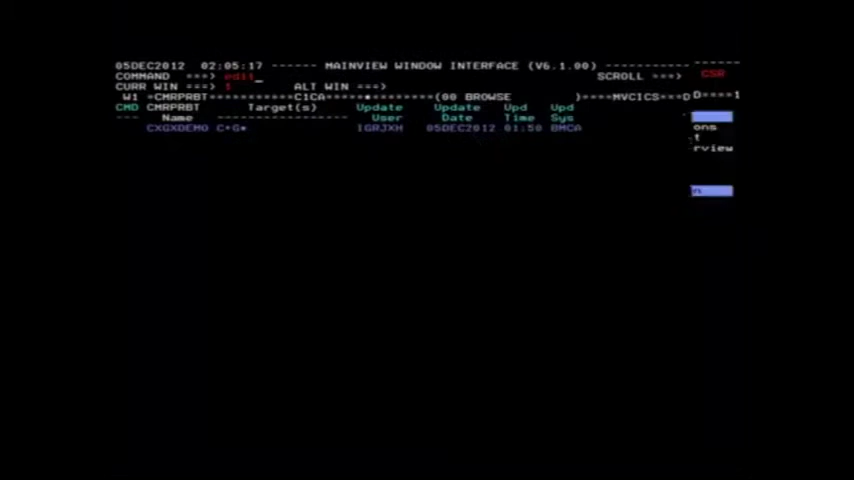 05DEC2012 02:05:17 ------ MAINVIEW WINDOW INTERFACE (V6.1.00) -----------
COMMAND ===> edit_ SCROLL ===> CSR
CURR WIN ===> 1 ALT WIN ===>
W1 =CMRPRBT===========C1CA=====*========(00 BROWSE )====MVCICS===D D====1
CMD CMRPRBT Target(s) Update Update Upd Upd
--- Name -------------------- User Date Time Sys
CXGXDEMO C*G* IGRJXH 05DEC2012 01:50 BMCA
ons
t
rview
n